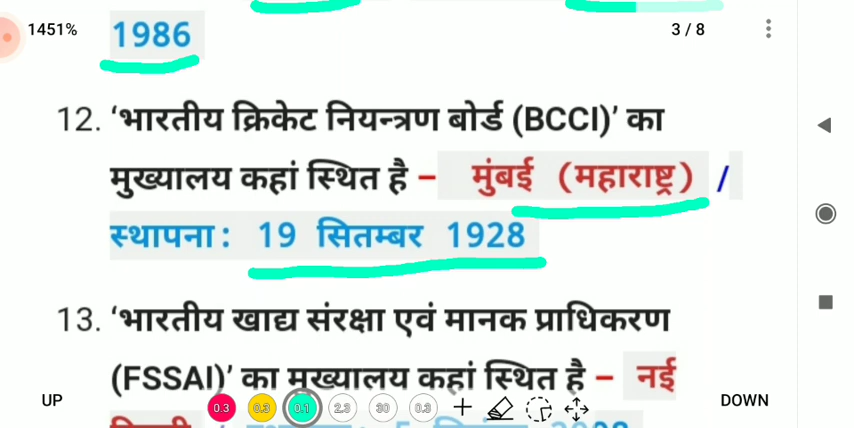 1451%
3 / 8
1986
12. ‘भारतीय क्रिकेट नियन्त्रण बोर्ड (BCCI)’ का
मुख्यालय कहां स्थित है – मुंबई (महाराष्ट्र) /
स्थापना: 19 सितम्बर 1928
13. ‘भारतीय खाद्य संरक्षा एवं मानक प्राधिकरण
(FSSAI)’ का मुख्यालय कहां स्थित है – नई
UP
0.3 0.3 0.1 2.3 30 0.3
DOWN